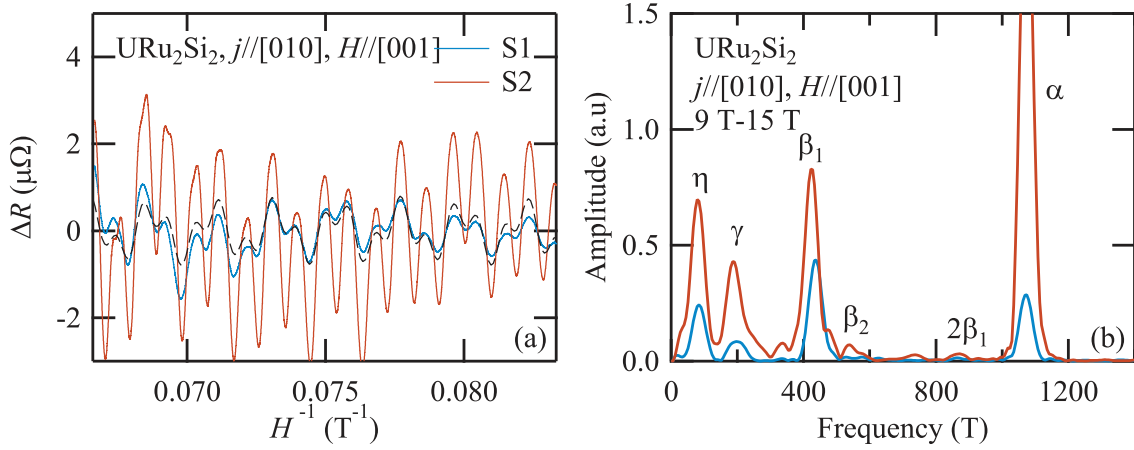 4
2
0
-2
ΔR (μΩ)
URu₂Si₂, j//[010], H//[001]
S1
S2
(a)
0.070
0.075
0.080
H⁻¹ (T⁻¹)
1.5
1.0
0.5
0.0
Amplitude (a.u)
URu₂Si₂
j//[010], H//[001]
9 T-15 T
η
γ
β₁
β₂
2β₁
α
(b)
0
400
800
1200
Frequency (T)